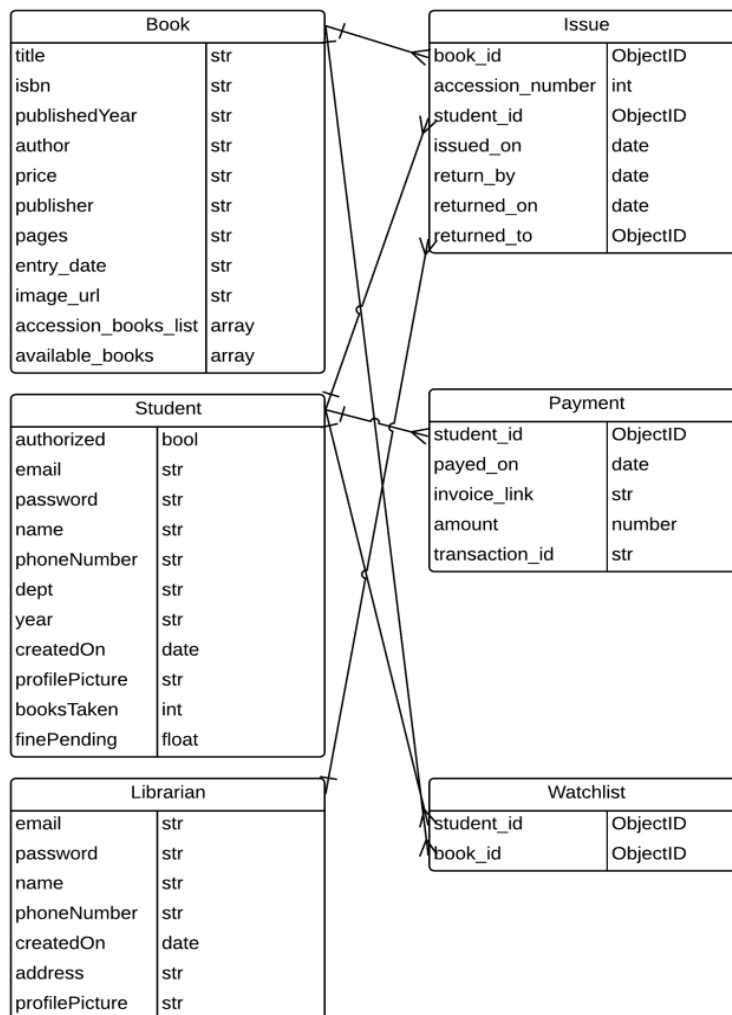 Book
title str
isbn str
publishedYear str
author str
price str
publisher str
pages str
entry_date str
image_url str
accession_books_list array
available_books array
Student
authorized bool
email str
password str
name str
phoneNumber str
dept str
year str
createdOn date
profilePicture str
booksTaken int
finePending float
Librarian
email str
password str
name str
phoneNumber str
createdOn date
address str
profilePicture str
Issue
book_id ObjectID
accession_number int
student_id ObjectID
issued_on date
return_by date
returned_on date
returned_to ObjectID
Payment
student_id ObjectID
payed_on date
invoice_link str
amount number
transaction_id str
Watchlist
student_id ObjectID
book_id ObjectID